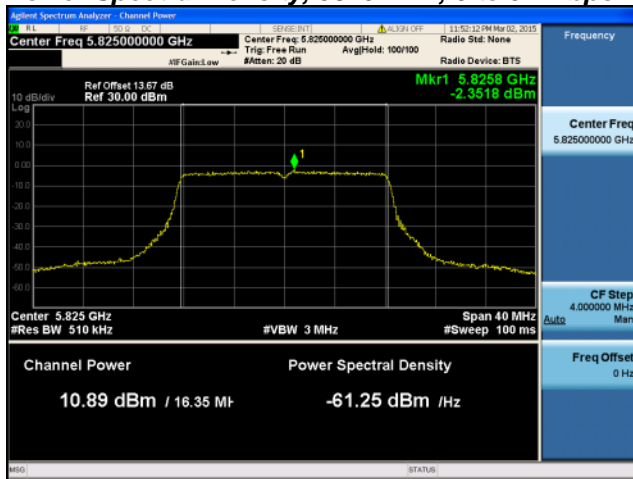 Agilent Spectrum Analyzer - Channel Power
RL RF 50 Ω DC SENSE:INT ALIGN OFF 11:52:12 PM Mar 02, 2015
Center Freq 5.825000000 GHz
Center Freq: 5.825000000 GHz
Radio Std: None
Frequency
Trig: Free Run Avg|Hold: 100/100
#IFGain:Low #Atten: 20 dB Radio Device: BTS
Mkr1 5.8258 GHz
-2.3518 dBm
Ref Offset 13.67 dB
10 dB/div Ref 30.00 dBm
Log
20.0
10.0
0.00
-10.0
-20.0
-30.0
-40.0
-50.0
-60.0
1
Center Freq
5.825000000 GHz
Center 5.825 GHz Span 40 MHz
#Res BW 510 kHz #VBW 3 MHz #Sweep 100 ms
CF Step
4.000000 MHz
Auto Man
Channel Power Power Spectral Density
10.89 dBm / 16.35 MH -61.25 dBm /Hz
Freq Offset
0 Hz
MSG STATUS